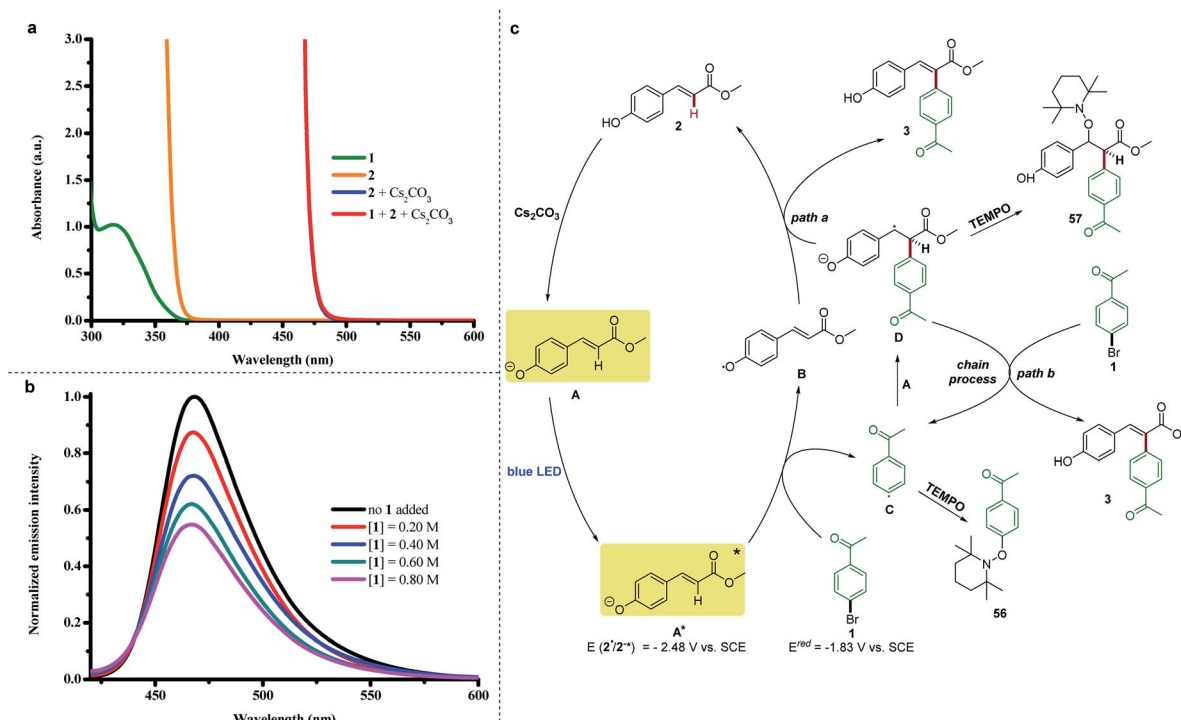 a
3.0
2.5
2.0
1.5
1.0
0.5
0.0
Absorbance (a.u.)
1
2
2 + Cs₂CO₃
1 + 2 + Cs₂CO₃
300 350 400 450 500 550 600
Wavelength (nm)
b
1.0
0.8
0.6
0.4
0.2
0.0
Normalized emission intensity
no 1 added
[1] = 0.20 M
[1] = 0.40 M
[1] = 0.60 M
[1] = 0.80 M
450 500 550 600
Wavelength (nm)
c
O
O
H
HO
2
O
O
HO
3
O
N
O
O
O
H
OH
O
57
Cs₂CO₃
path a
O
O
H
⊖
O
O
D
TEMPO
O
Br
1
O
O
H
⊖
O
A
O
O
•O
B
A
chain
process
path b
blue LED
O
•
C
TEMPO
O
O
N
56
O
O
HO
O
3
*
O
O
H
⊖
O
A*
E (2•/2⁻*) = - 2.48 V vs. SCE
O
Br
1
Eʳᵉᵈ = -1.83 V vs. SCE